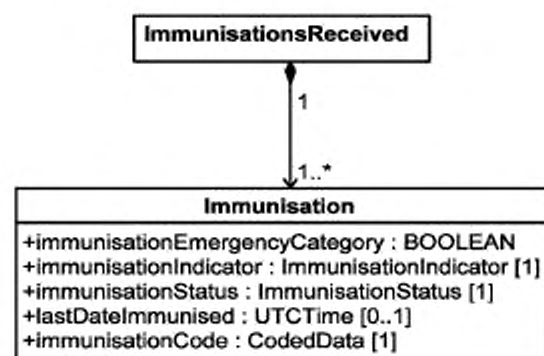 ImmunisationsReceived
1
1..*
Immunisation
+immunisationEmergencyCategory : BOOLEAN
+immunisationIndicator : ImmunisationIndicator [1]
+immunisationStatus : ImmunisationStatus [1]
+lastDateImmunised : UTCTime [0..1]
+immunisationCode : CodedData [1]